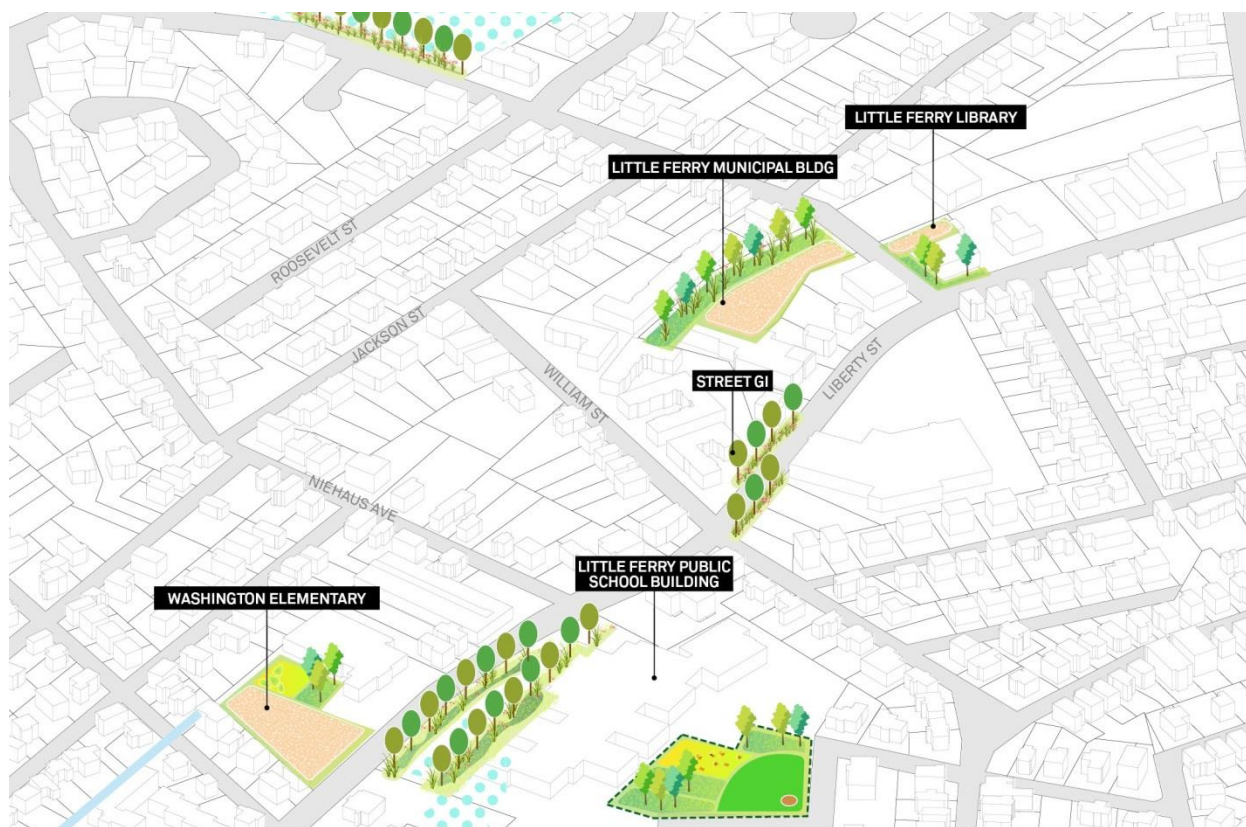 LITTLE FERRY LIBRARY
LITTLE FERRY MUNICIPAL BLDG
ROOSEVELT ST
JACKSON ST
WILLIAM ST
STREET GI
LIBERTY ST
NIEHAUS AVE
LITTLE FERRY PUBLIC
SCHOOL BUILDING
WASHINGTON ELEMENTARY